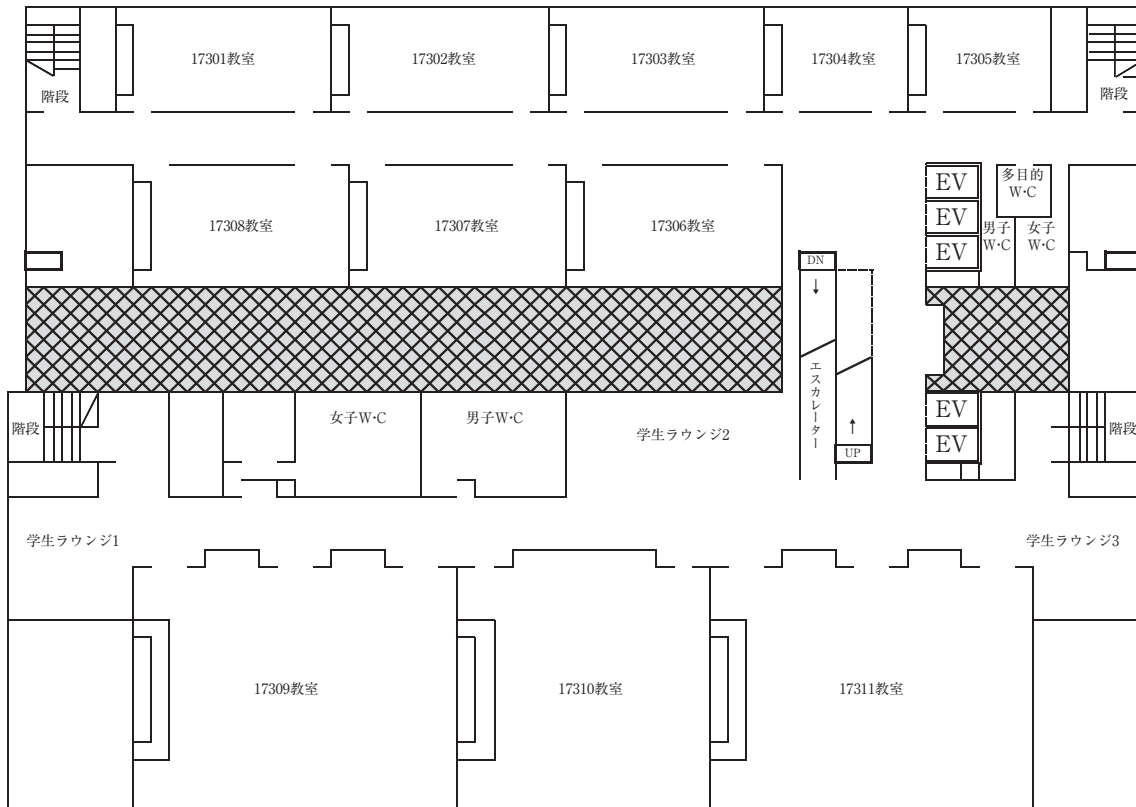 17301教室
17302教室
17303教室
17304教室
17305教室
階段
階段
17308教室
17307教室
17306教室
EV
EV
EV
多目的
W·C
男子
W·C
女子
W·C
DN
エスカレーター
UP
EV
EV
階段
女子W·C
男子W·C
学生ラウンジ2
階段
学生ラウンジ1
学生ラウンジ3
17309教室
17310教室
17311教室